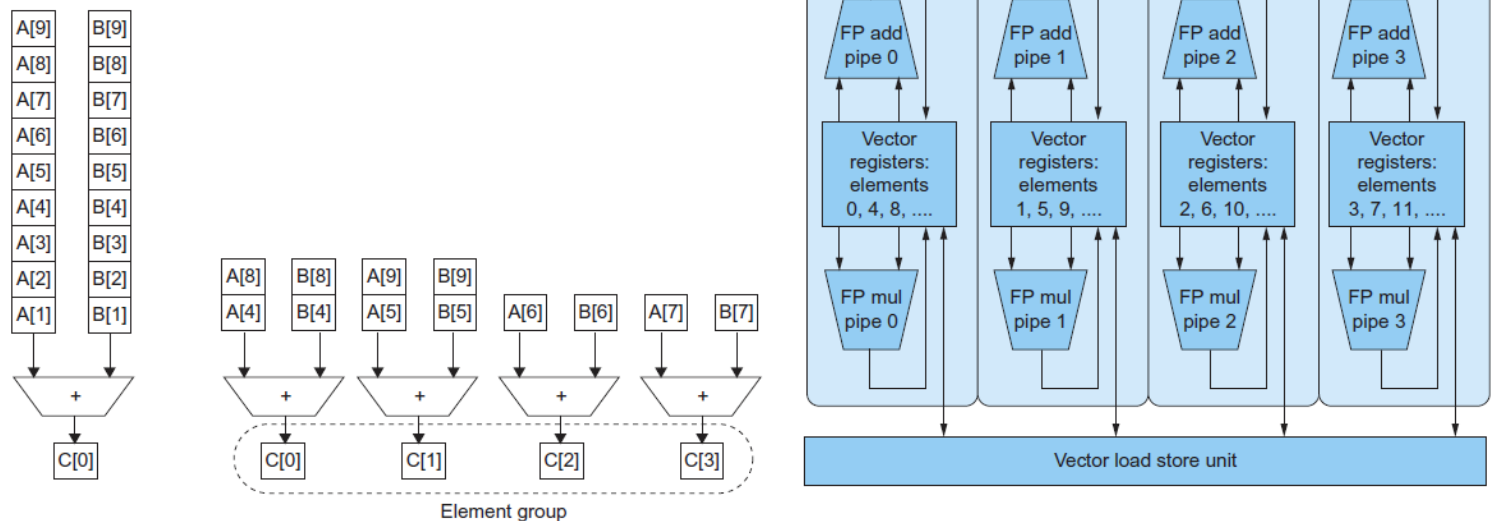 A[9]
B[9]
A[8]
B[8]
A[7]
B[7]
A[6]
B[6]
A[5]
B[5]
A[4]
B[4]
A[3]
B[3]
A[2]
B[2]
A[1]
B[1]
+
C[0]
A[8]
B[8]
A[9]
B[9]
A[4]
B[4]
A[5]
B[5]
A[6]
B[6]
A[7]
B[7]
+
+
+
+
C[0]
C[1]
C[2]
C[3]
Element group
FP add
pipe 0
FP add
pipe 1
FP add
pipe 2
FP add
pipe 3
Vector
registers:
elements
0, 4, 8, ....
Vector
registers:
elements
1, 5, 9, ....
Vector
registers:
elements
2, 6, 10, ....
Vector
registers:
elements
3, 7, 11, ....
FP mul
pipe 0
FP mul
pipe 1
FP mul
pipe 2
FP mul
pipe 3
Vector load store unit